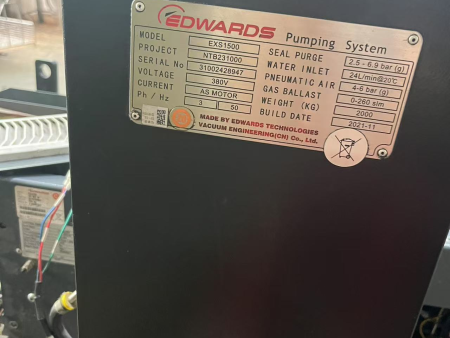 EDWARDS Pumping System
MODEL EXS1500
PROJECT NTB231000
SERIAL No 31002428947
VOLTAGE 380V
CURRENT AS MOTOR
Ph / Hz 3 50
SEAL PURGE 2.5 - 6.9 bar (g)
WATER INLET 24L/min@20℃
PNEUMATIC AIR 4-6 bar (g)
GAS BALLAST 0-260 slm
WEIGHT (KG) 2000
BUILD DATE 2021-11
MADE BY EDWARDS TECHNOLOGIES
VACUUM ENGINEERING(CN) Co., Ltd.